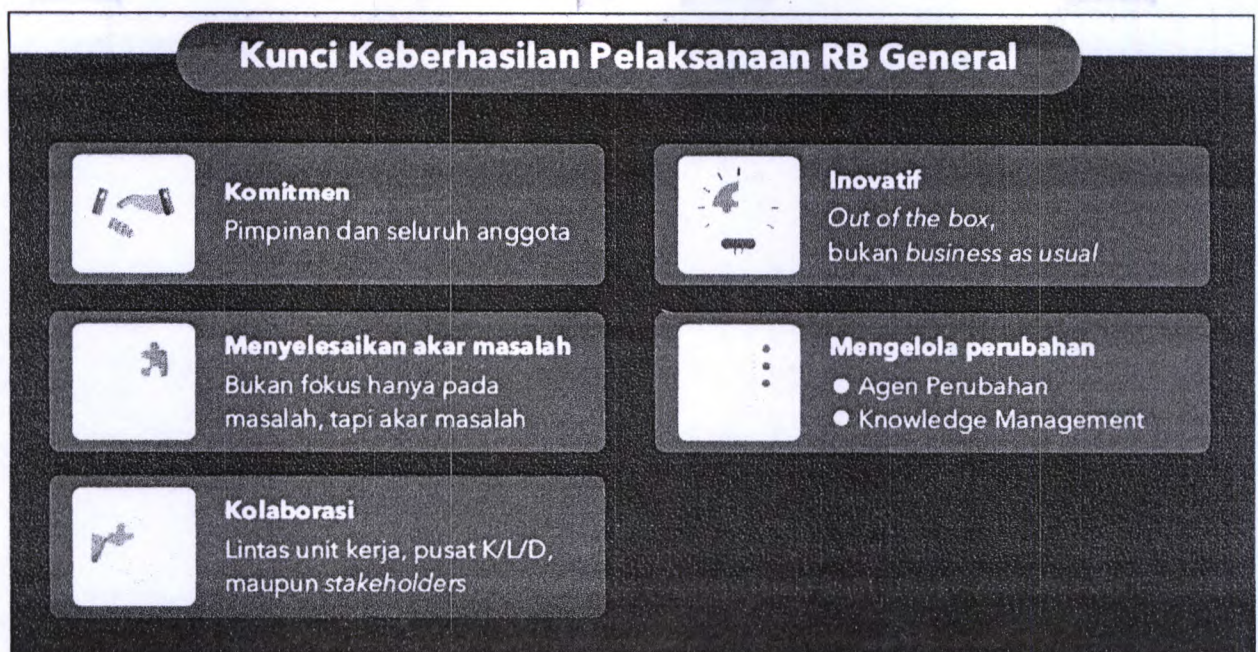 Kunci Keberhasilan Pelaksanaan RB General
Komitmen
Pimpinan dan seluruh anggota
Menyelesaikan akar masalah
Bukan fokus hanya pada
masalah, tapi akar masalah
Kolaborasi
Lintas unit kerja, pusat K/L/D,
maupun stakeholders
Inovatif
Out of the box,
bukan business as usual
Mengelola perubahan
● Agen Perubahan
● Knowledge Management